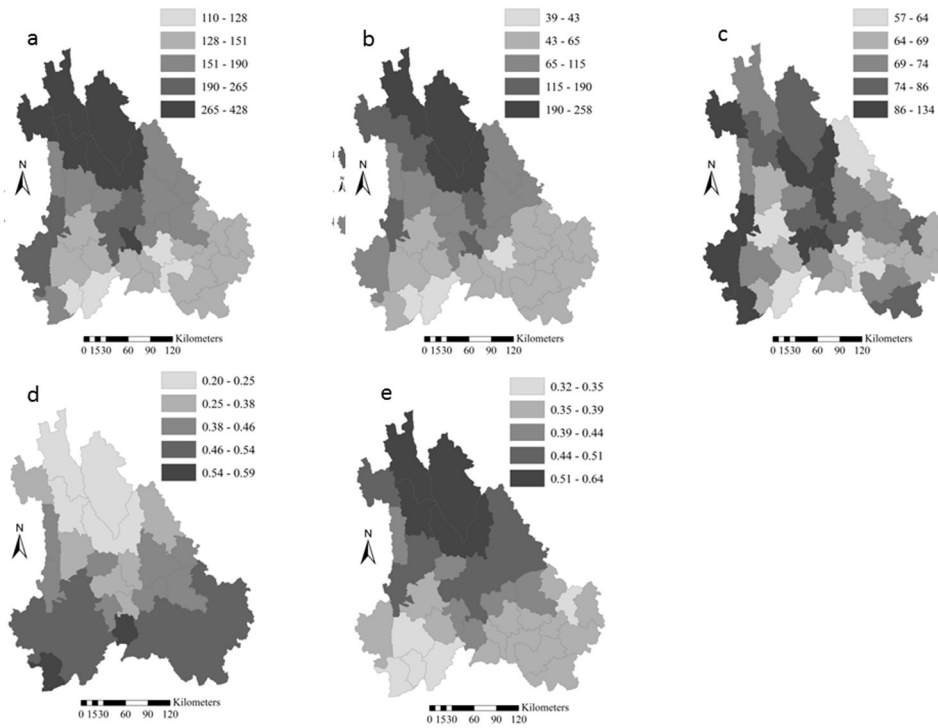 a
110 - 128
128 - 151
151 - 190
190 - 265
265 - 428
N
Kilometers
0 1530 60 90 120
b
39 - 43
43 - 65
65 - 115
115 - 190
190 - 258
N
Kilometers
0 1530 60 90 120
c
57 - 64
64 - 69
69 - 74
74 - 86
86 - 134
N
Kilometers
0 1530 60 90 120
d
0.20 - 0.25
0.25 - 0.38
0.38 - 0.46
0.46 - 0.54
0.54 - 0.59
N
Kilometers
0 1530 60 90 120
e
0.32 - 0.35
0.35 - 0.39
0.39 - 0.44
0.44 - 0.51
0.51 - 0.64
N
Kilometers
0 1530 60 90 120